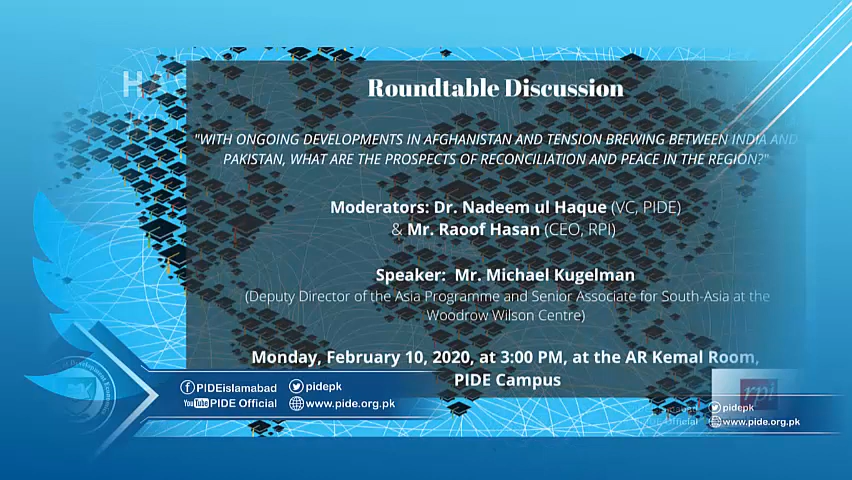 Roundtable Discussion
"WITH ONGOING DEVELOPMENTS IN AFGHANISTAN AND TENSION BREWING BETWEEN INDIA AND
PAKISTAN, WHAT ARE THE PROSPECTS OF RECONCILIATION AND PEACE IN THE REGION?"
Moderators: Dr. Nadeem ul Haque (VC, PIDE)
& Mr. Raoof Hasan (CEO, RPI)
Speaker: Mr. Michael Kugelman
(Deputy Director of the Asia Programme and Senior Associate for South-Asia at the
Woodrow Wilson Centre)
Monday, February 10, 2020, at 3:00 PM, at the AR Kemal Room,
PIDE Campus
PIDEislamabad pidepk
YouTube PIDE Official www.pide.org.pk
rpi
pidepk
Official www.pide.org.pk